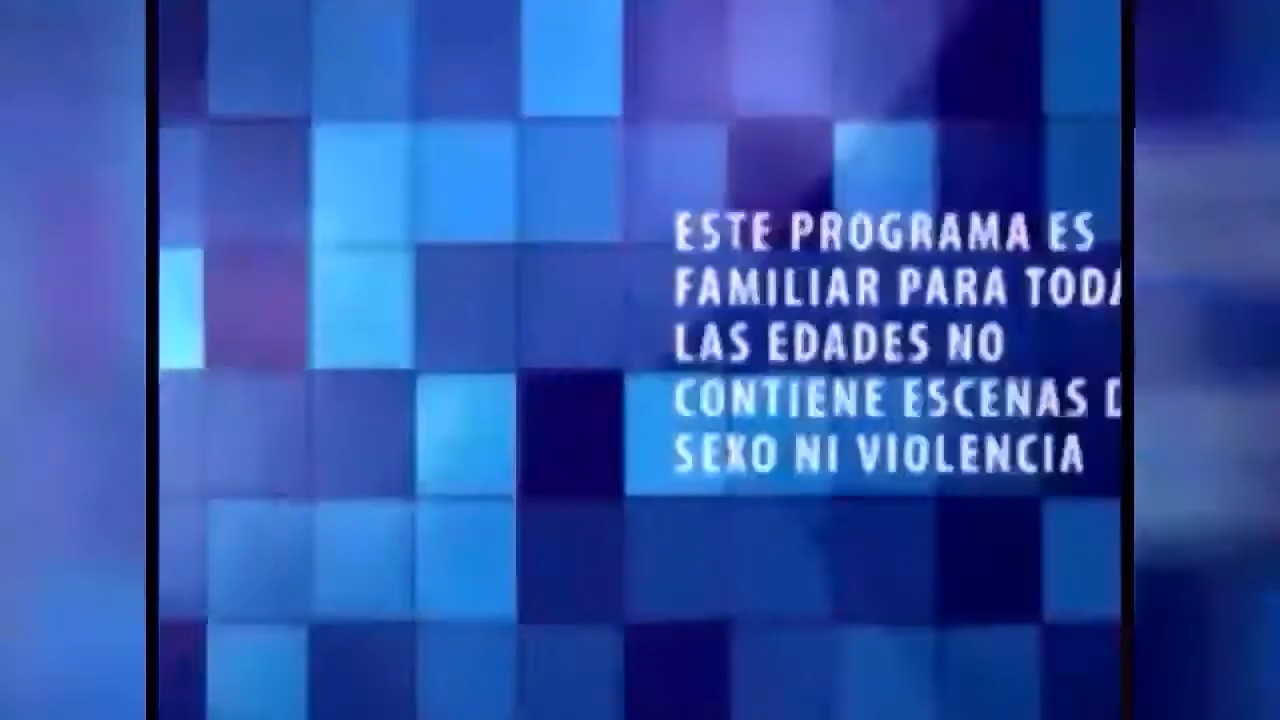 ESTE PROGRAMA ES
FAMILIAR PARA TODA
LAS EDADES NO
CONTIENE ESCENAS D
SEXO NI VIOLENCIA